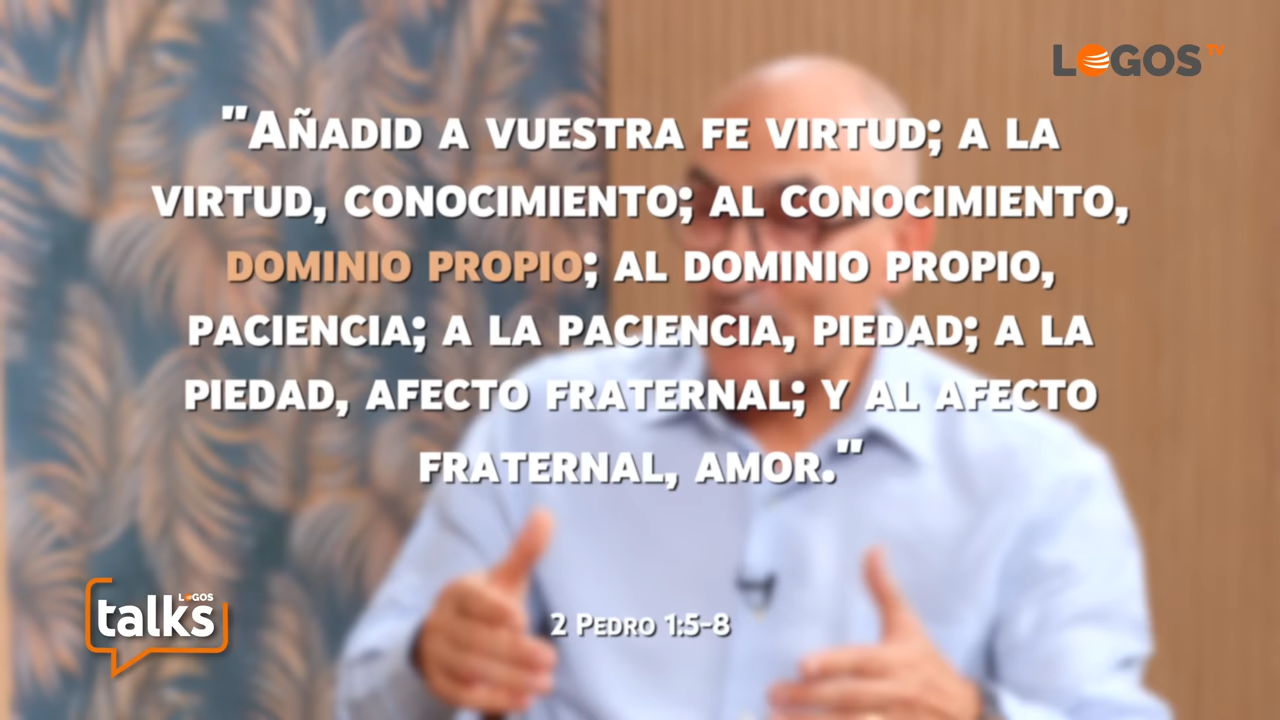 LOGOS TV
"AÑADID A VUESTRA FE VIRTUD; A LA
VIRTUD, CONOCIMIENTO; AL CONOCIMIENTO,
DOMINIO PROPIO; AL DOMINIO PROPIO,
PACIENCIA; A LA PACIENCIA, PIEDAD; A LA
PIEDAD, AFECTO FRATERNAL; Y AL AFECTO
FRATERNAL, AMOR."
2 PEDRO 1:5-8
LOGOS
talks